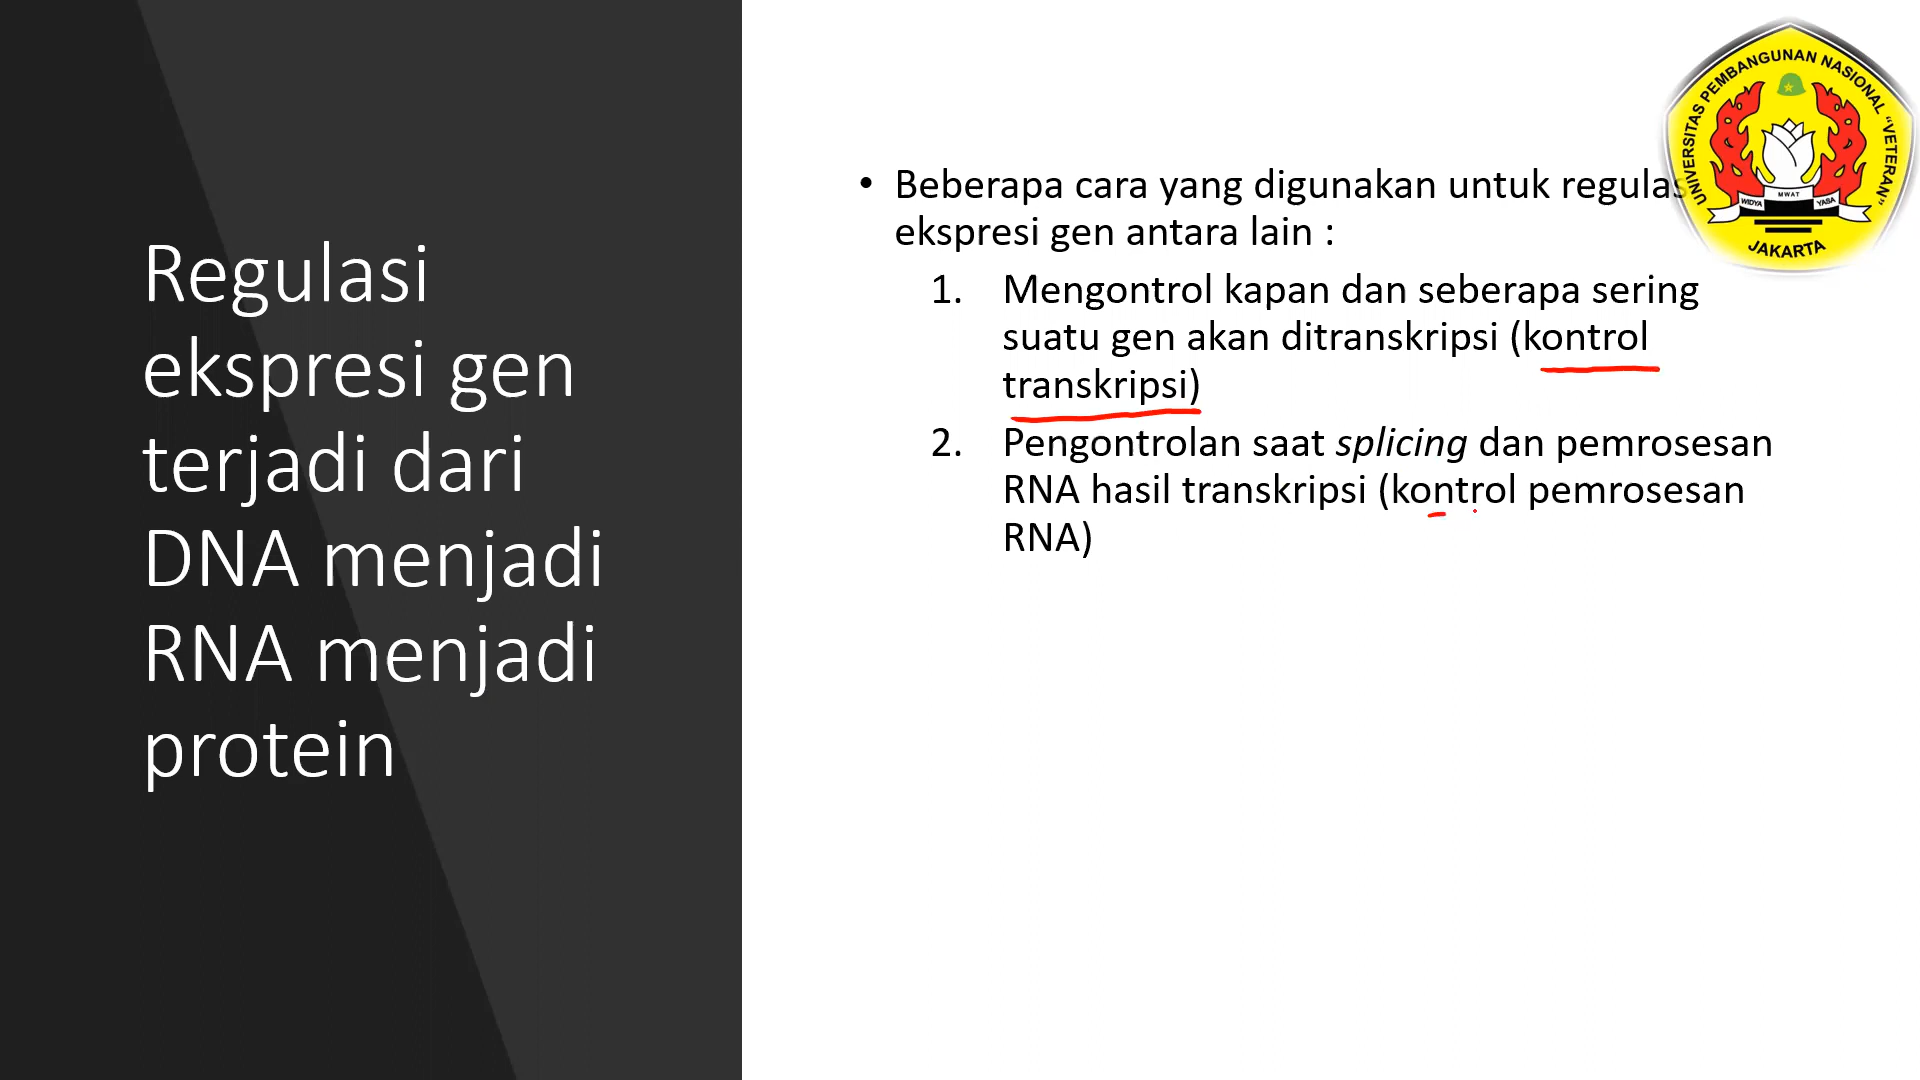 Regulasi
ekspresi gen
terjadi dari
DNA menjadi
RNA menjadi
protein
• Beberapa cara yang digunakan untuk regulas
ekspresi gen antara lain :
1. Mengontrol kapan dan seberapa sering
suatu gen akan ditranskripsi (kontrol
transkripsi)
2. Pengontrolan saat splicing dan pemrosesan
RNA hasil transkripsi (kontrol pemrosesan
RNA)
UNIVERSITAS PEMBANGUNAN NASIONAL "VETERAN"
WIDYA MWAT YASA
JAKARTA